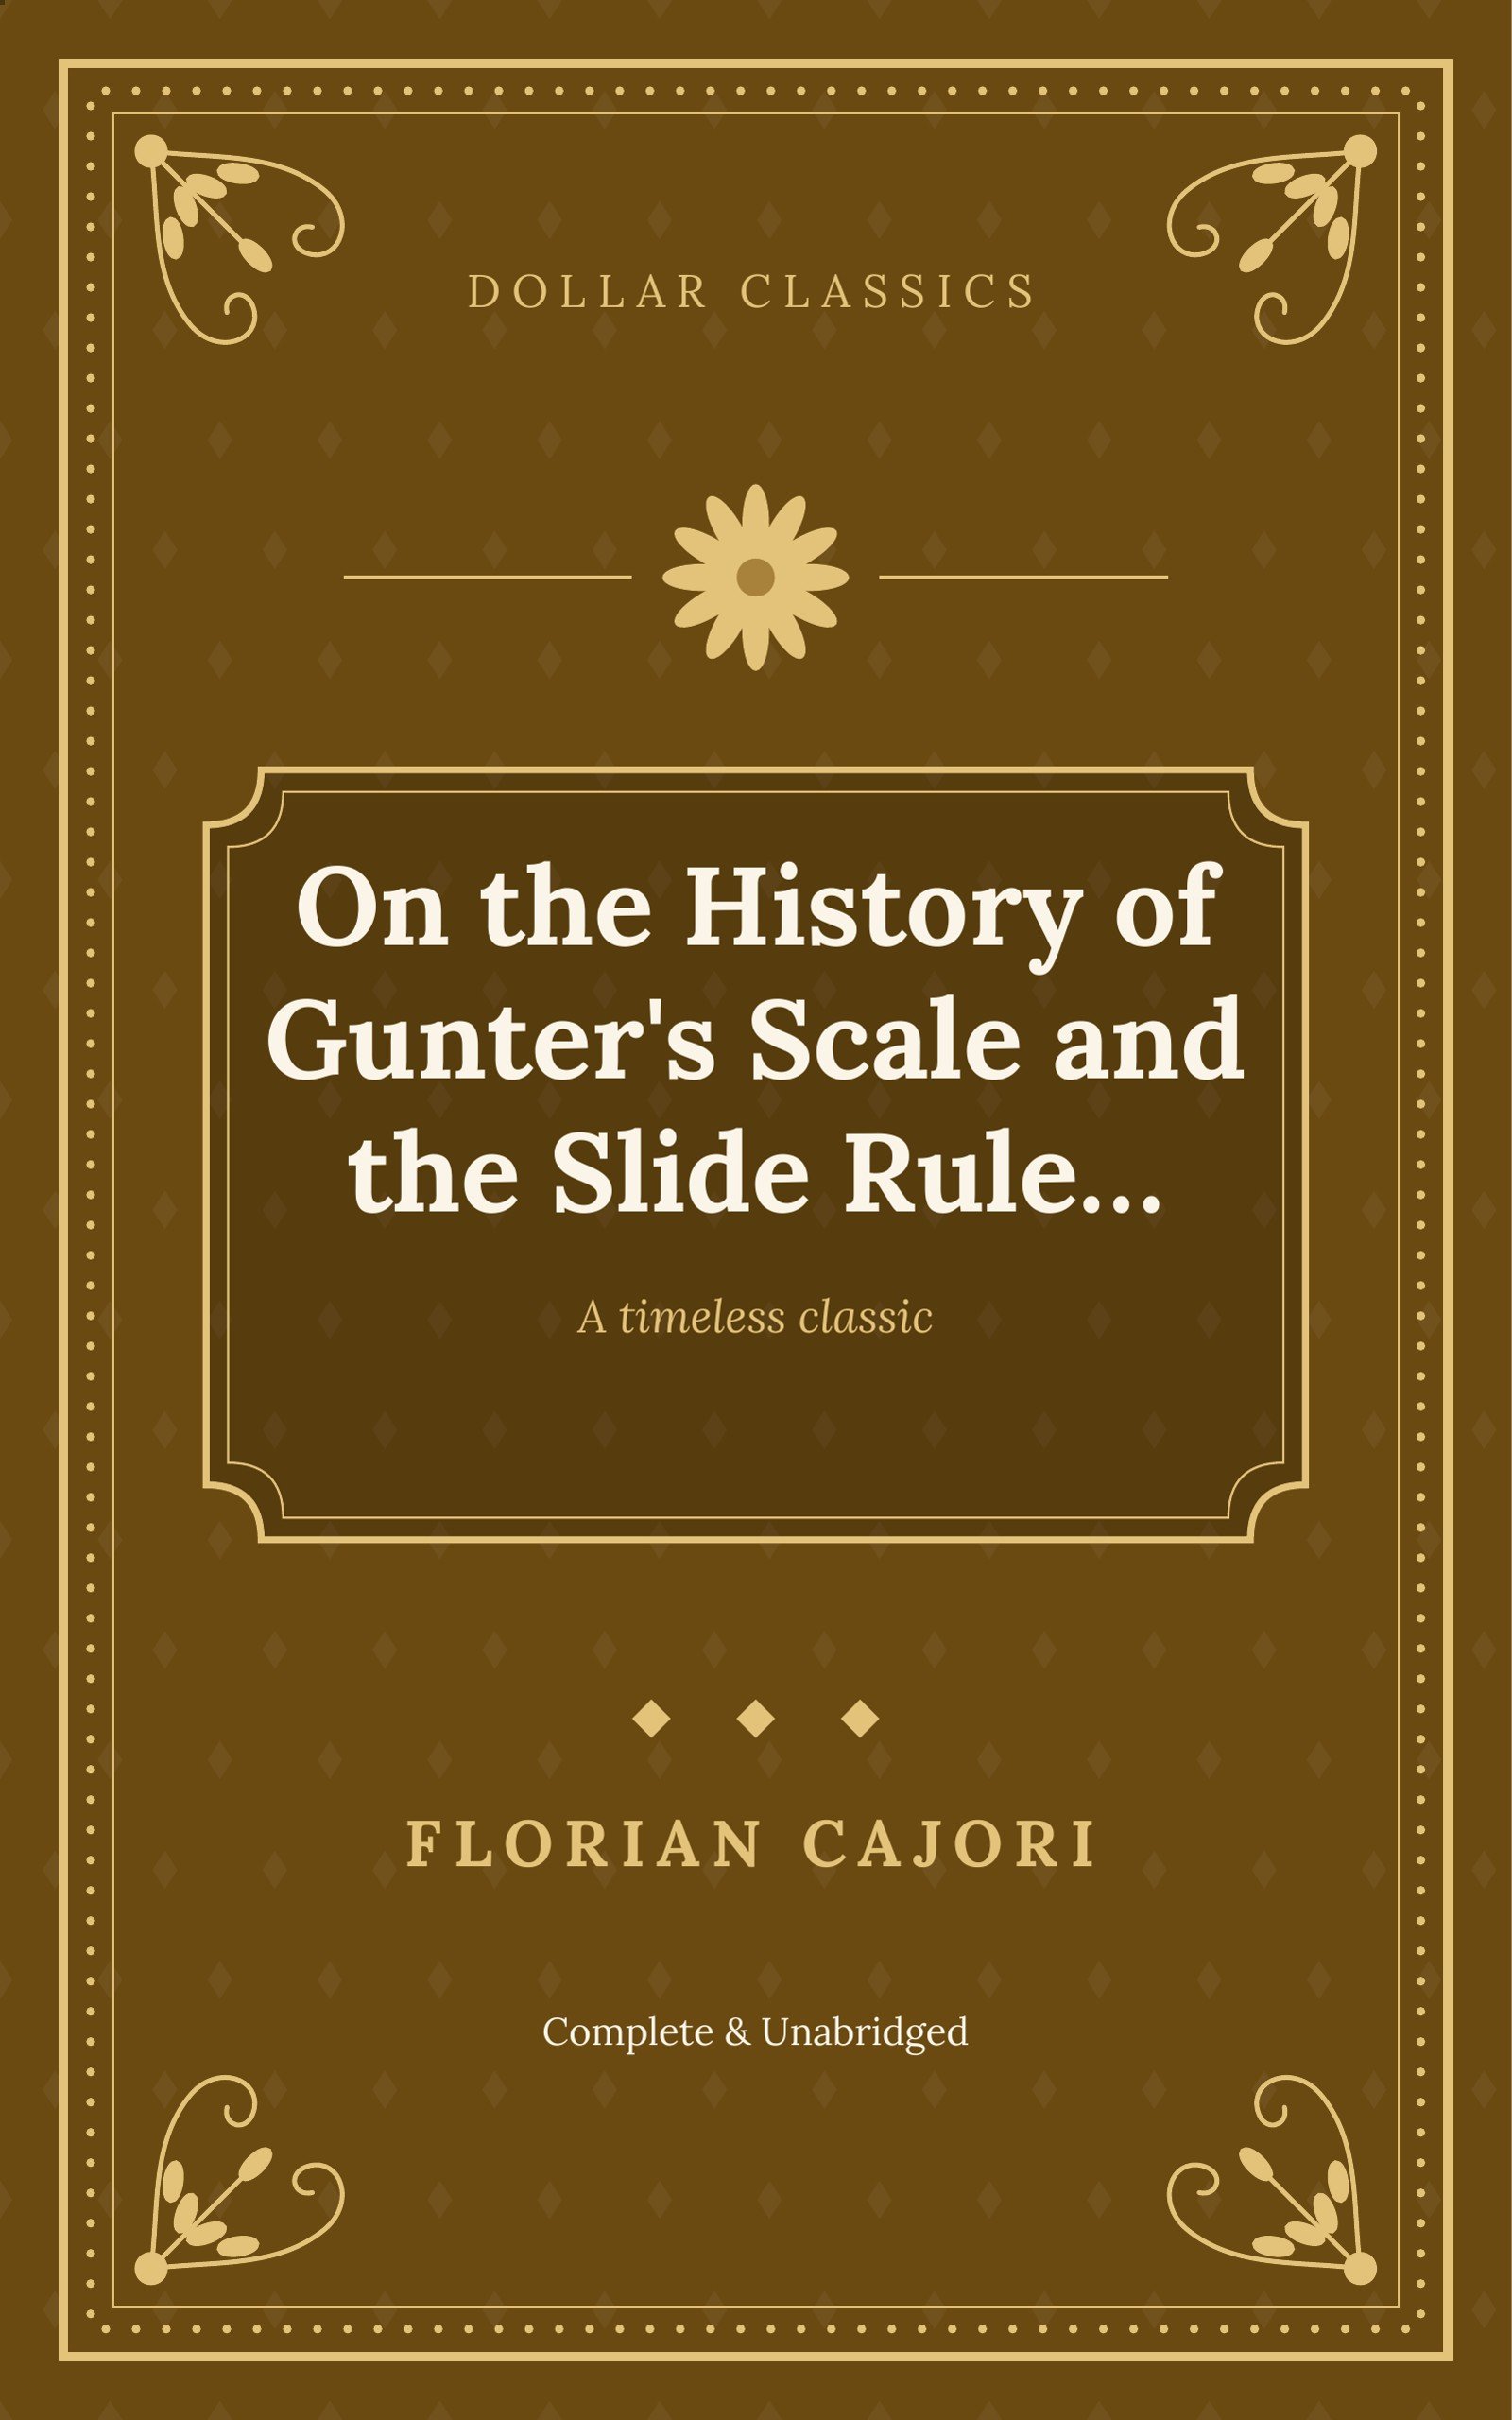 DOLLAR CLASSICS
On the History of
Gunter's Scale and
the Slide Rule...
A timeless classic
FLORIAN CAJORI
Complete & Unabridged